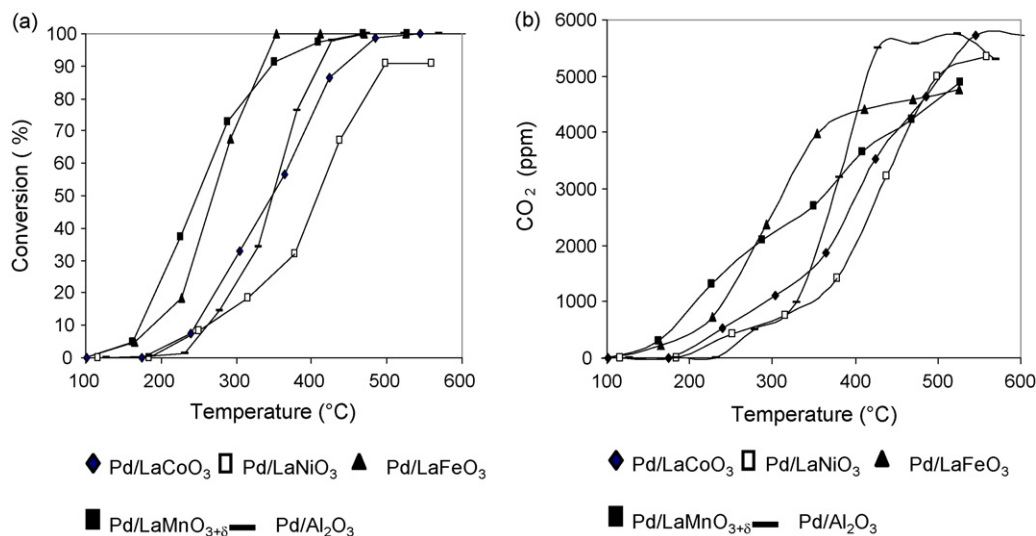 (a)
100
90
80
70
60
50
40
30
20
10
0
Conversion ( %)
100 200 300 400 500 600
Temperature (°C)
Pd/LaCoO₃ Pd/LaNiO₃ Pd/LaFeO₃
Pd/LaMnO₃₊δ Pd/Al₂O₃
(b)
6000
5000
4000
3000
2000
1000
0
CO₂ (ppm)
100 200 300 400 500 600
Temperature (°C)
Pd/LaCoO₃ Pd/LaNiO₃ Pd/LaFeO₃
Pd/LaMnO₃₊δ Pd/Al₂O₃